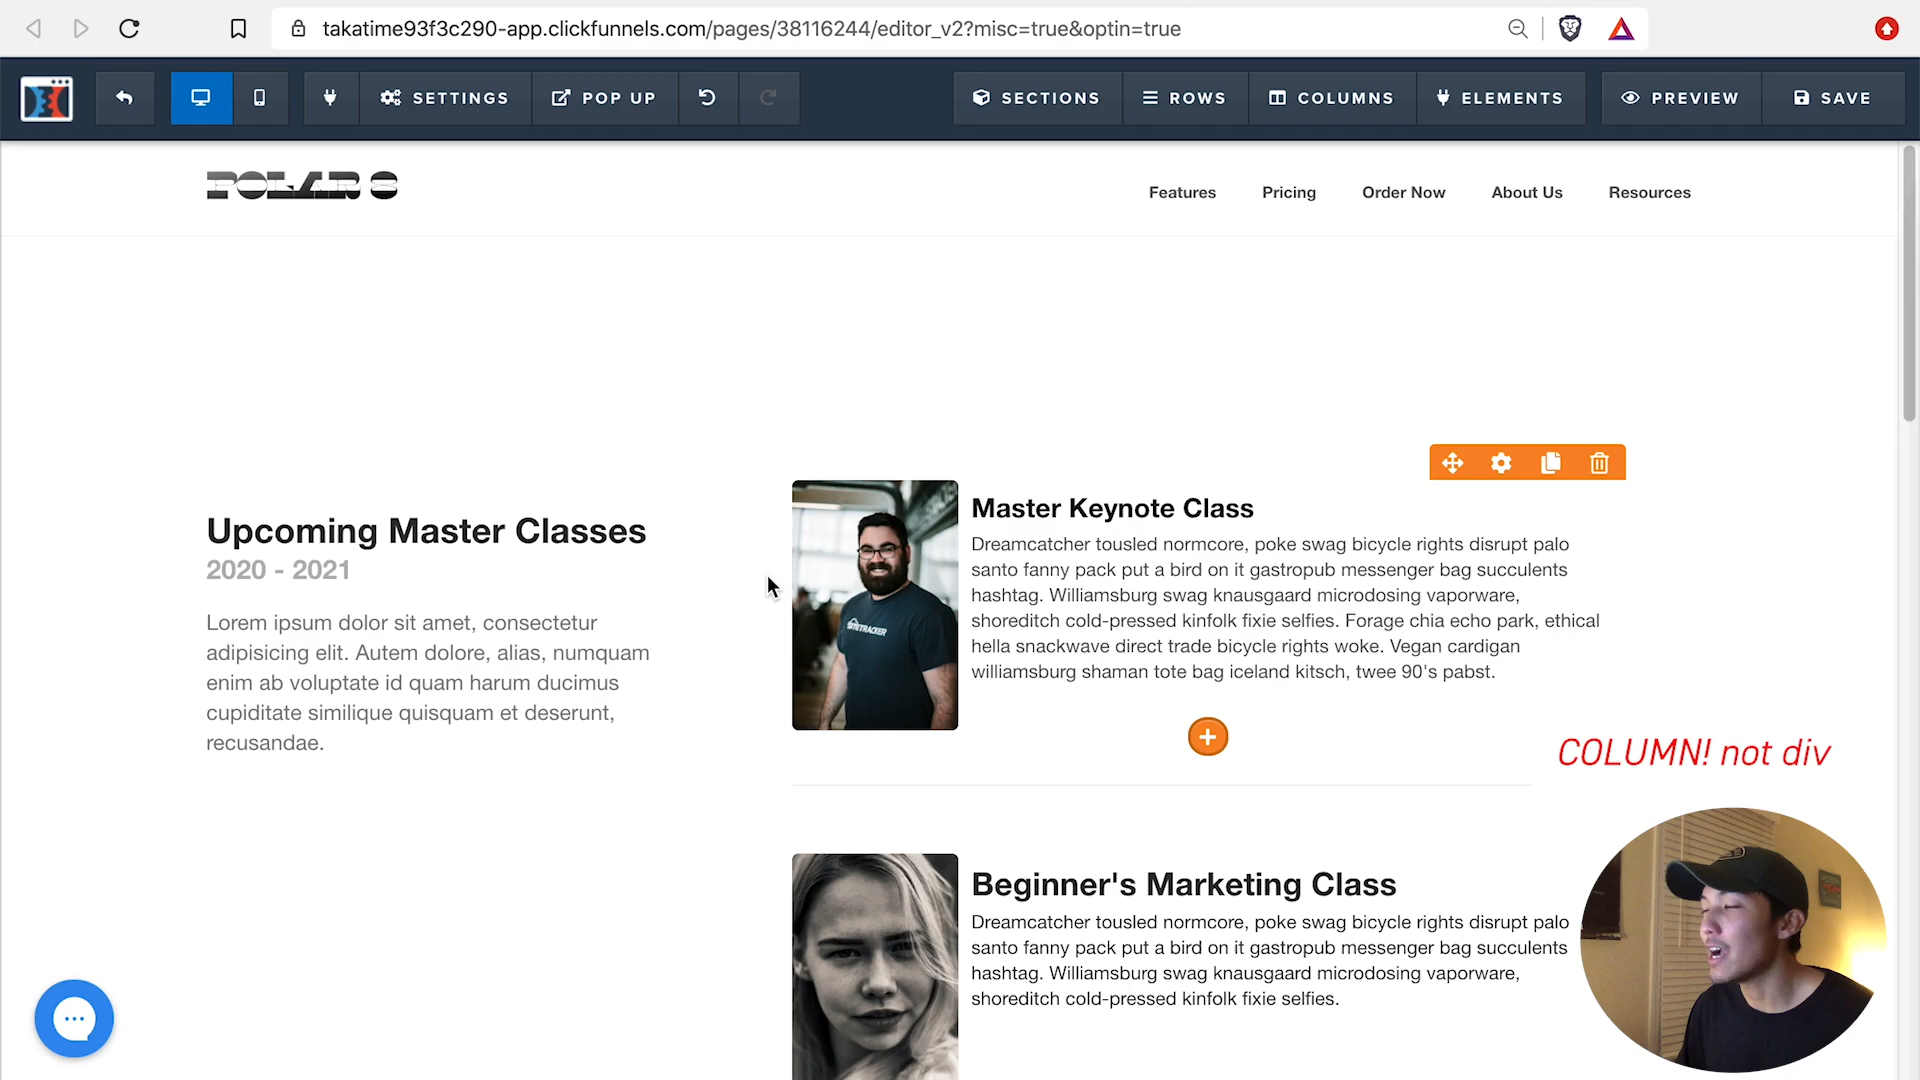 takatime93f3c290-app.clickfunnels.com/pages/38116244/editor_v2?misc=true&optin=true
SETTINGS
POP UP
SECTIONS
ROWS
COLUMNS
ELEMENTS
PREVIEW
SAVE
POLAR 8
Features
Pricing
Order Now
About Us
Resources
Upcoming Master Classes
2020 - 2021
Lorem ipsum dolor sit amet, consectetur
adipisicing elit. Autem dolore, alias, numquam
enim ab voluptate id quam harum ducimus
cupiditate similique quisquam et deserunt,
recusandae.
SITETRACKER
Master Keynote Class
Dreamcatcher tousled normcore, poke swag bicycle rights disrupt palo
santo fanny pack put a bird on it gastropub messenger bag succulents
hashtag. Williamsburg swag knausgaard microdosing vaporware,
shoreditch cold-pressed kinfolk fixie selfies. Forage chia echo park, ethical
hella snackwave direct trade bicycle rights woke. Vegan cardigan
williamsburg shaman tote bag iceland kitsch, twee 90's pabst.
COLUMN! not div
Beginner's Marketing Class
Dreamcatcher tousled normcore, poke swag bicycle rights disrupt palo
santo fanny pack put a bird on it gastropub messenger bag succulents
hashtag. Williamsburg swag knausgaard microdosing vaporware,
shoreditch cold-pressed kinfolk fixie selfies.